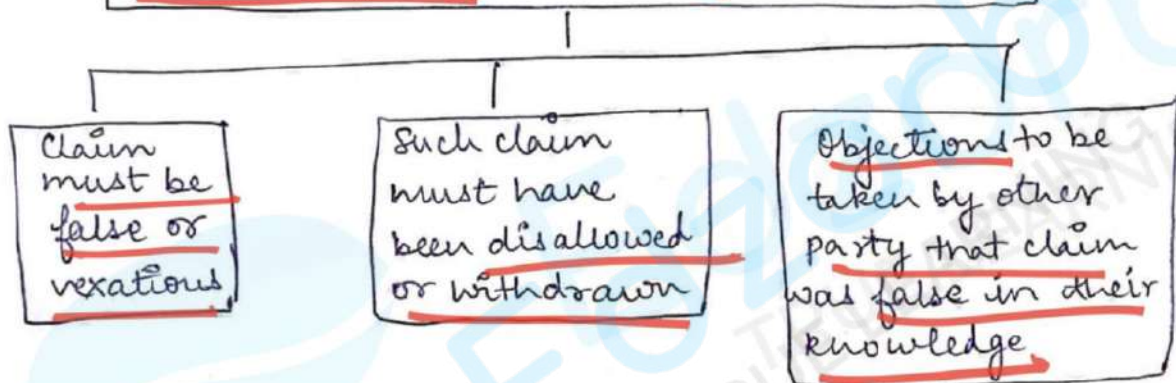 Claim
must be
false or
vexatious
Such claim
must have
been disallowed
or withdrawn
Objections to be
taken by other
party that claim
was false in their
knowledge